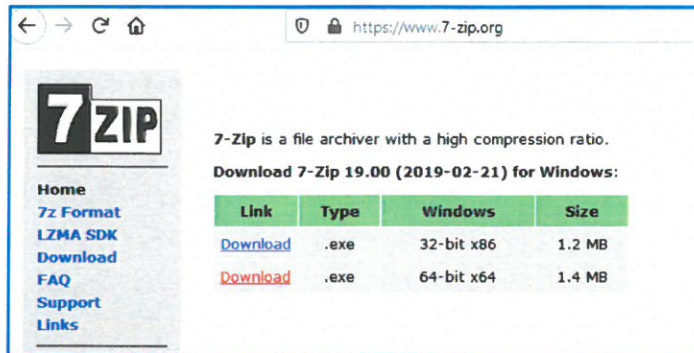 https://www.7-zip.org
7 ZIP
7-Zip is a file archiver with a high compression ratio.
Download 7-Zip 19.00 (2019-02-21) for Windows:
Home
7z Format
LZMA SDK
Download
FAQ
Support
Links
Link Type Windows Size
Download .exe 32-bit x86 1.2 MB
Download .exe 64-bit x64 1.4 MB